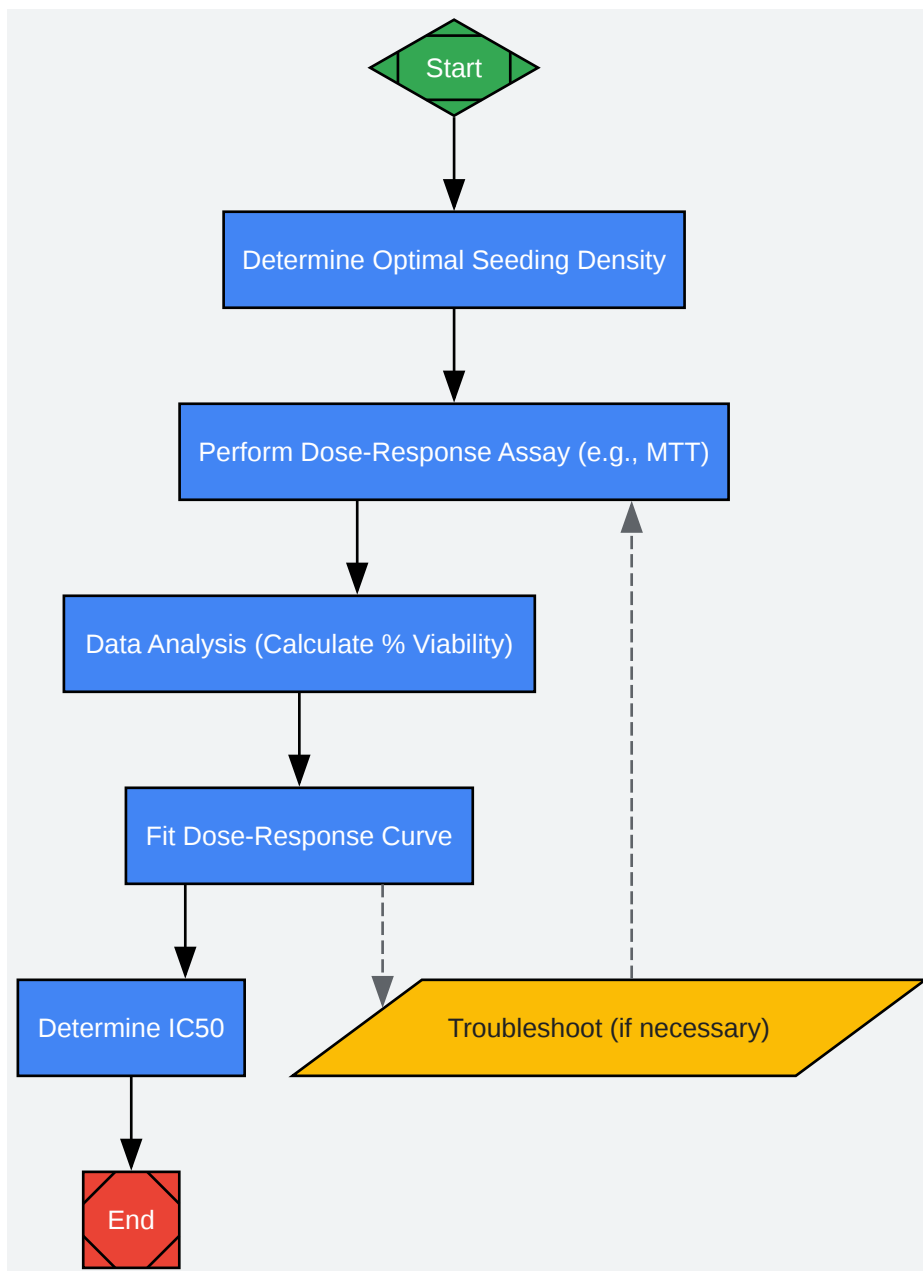 Start
Determine Optimal Seeding Density
Perform Dose-Response Assay (e.g., MTT)
Data Analysis (Calculate % Viability)
Fit Dose-Response Curve
Determine IC50
Troubleshoot (if necessary)
End